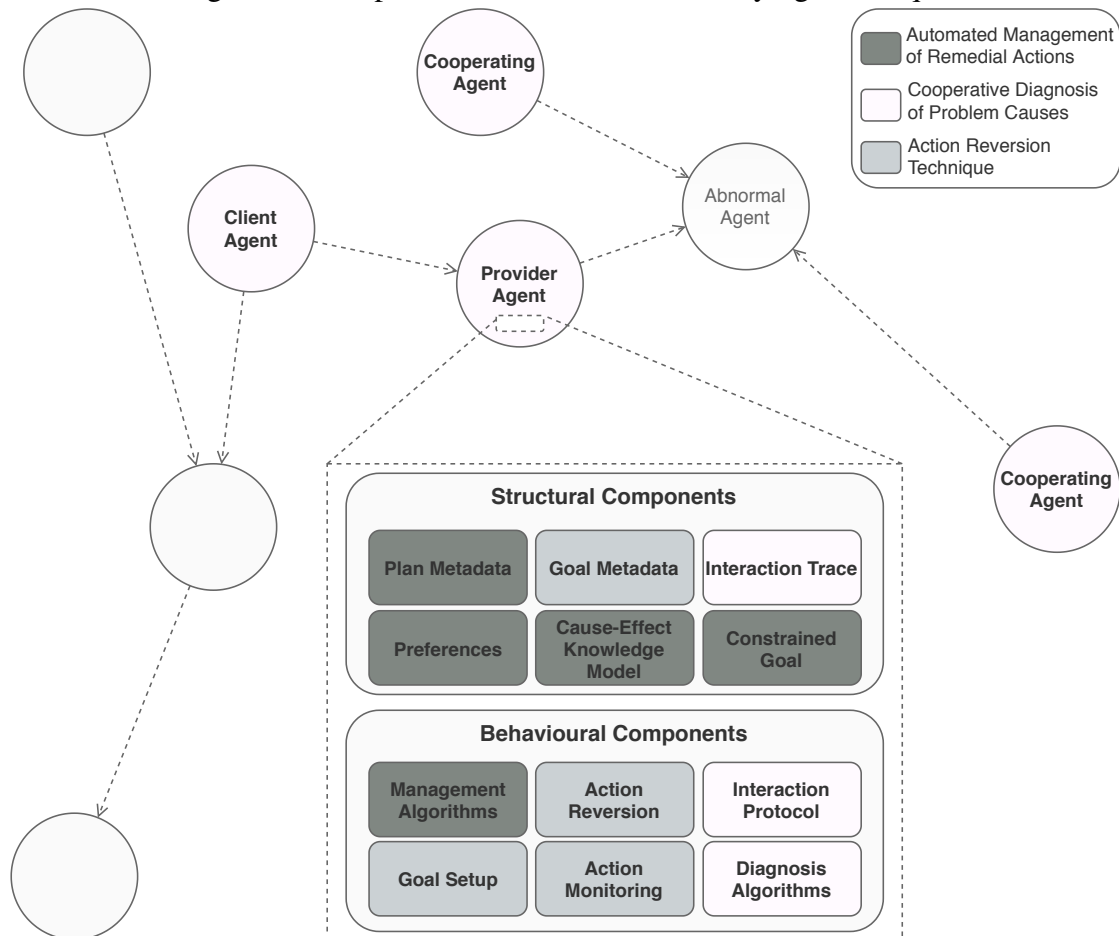 Cooperating
Agent
Automated Management
of Remedial Actions
Cooperative Diagnosis
of Problem Causes
Action Reversion
Technique
Abnormal
Agent
Client
Agent
Provider
Agent
Cooperating
Agent
Structural Components
Plan Metadata
Goal Metadata
Interaction Trace
Preferences
Cause-Effect
Knowledge
Model
Constrained
Goal
Behavioural Components
Management
Algorithms
Action
Reversion
Interaction
Protocol
Goal Setup
Action
Monitoring
Diagnosis
Algorithms